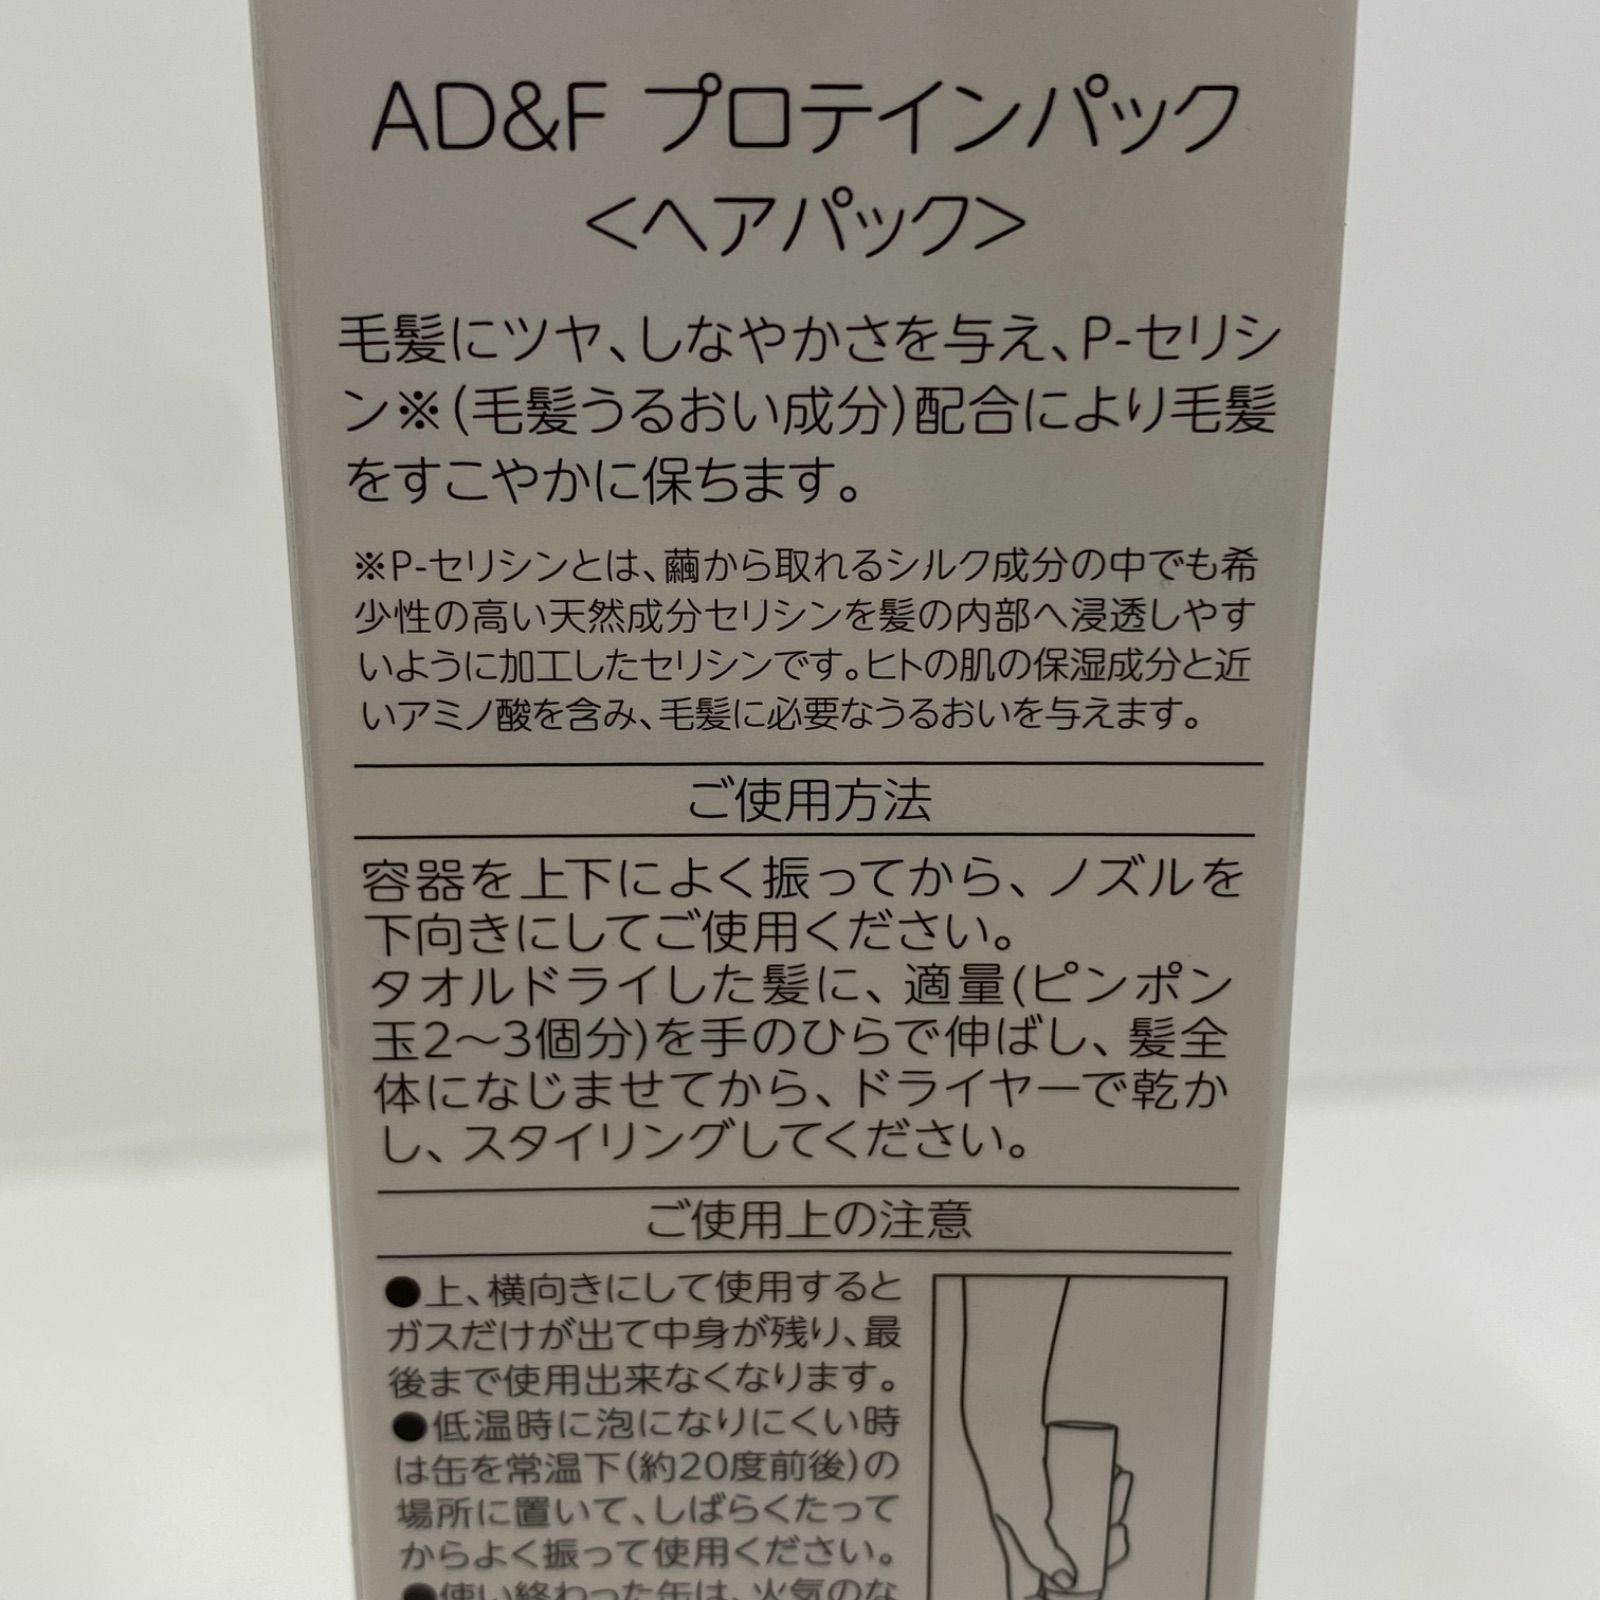 AD&F プロテインパック
<ヘアパック>
毛髪にツヤ、しなやかさを与え、P-セリシ
ン※(毛髪うるおい成分)配合により毛髪
をすこやかに保ちます。
※P-セリシンとは、繭から取れるシルク成分の中でも希
少性の高い天然成分セリシンを髪の内部へ浸透しやす
いように加工したセリシンです。ヒトの肌の保湿成分と近
いアミノ酸を含み、毛髪に必要なうるおいを与えます。
ご使用方法
容器を上下によく振ってから、ノズルを
下向きにしてご使用ください。
タオルドライした髪に、適量(ピンポン
玉2〜3個分)を手のひらで伸ばし、髪全
体になじませてから、ドライヤーで乾か
し、スタイリングしてください。
ご使用上の注意
●上、横向きにして使用すると
ガスだけが出て中身が残り、最
後まで使用出来なくなります。
●低温時に泡になりにくい時
は缶を常温下(約20度前後)の
場所に置いて、しばらくたって
からよく振って使用ください。
●使い終わった缶は、火気のな